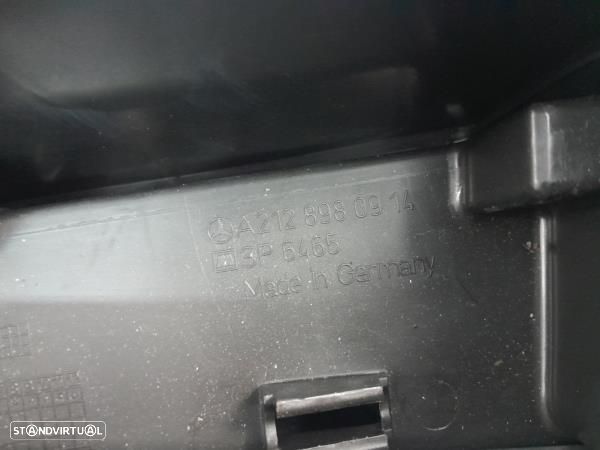 A 212 898 09 14
3P 6465
Made in Germany
STANDVIRTUAL